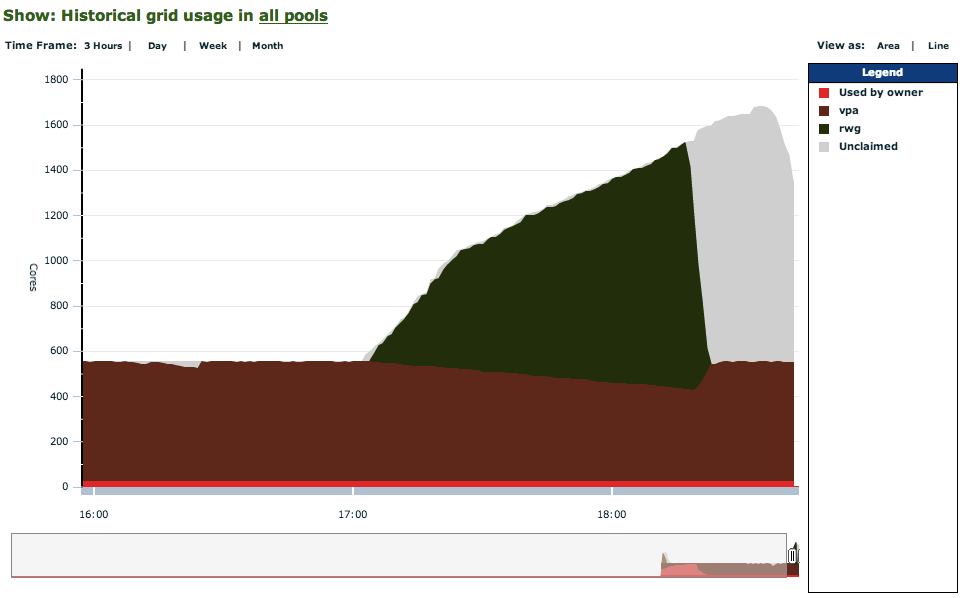 Show: Historical grid usage in all pools
Time Frame: 3 Hours | Day | Week | Month
View as: Area | Line
Legend
Used by owner
vpa
rwg
Unclaimed
1800
1600
1400
1200
1000
800
600
400
200
0
Cores
16:00 17:00 18:00